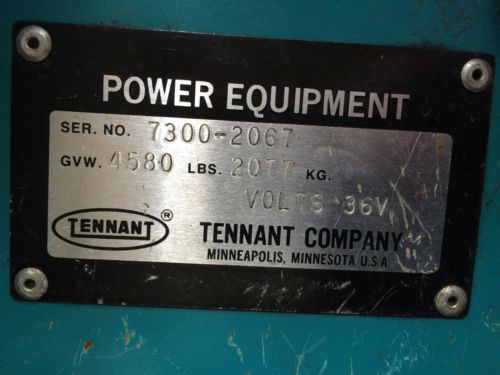 POWER EQUIPMENT
SER. NO. 7300-2067
GVW. 4580 LBS. 2077 KG.
VOLTS 36V
TENNANT ®
TENNANT COMPANY
MINNEAPOLIS, MINNESOTA U.S.A.